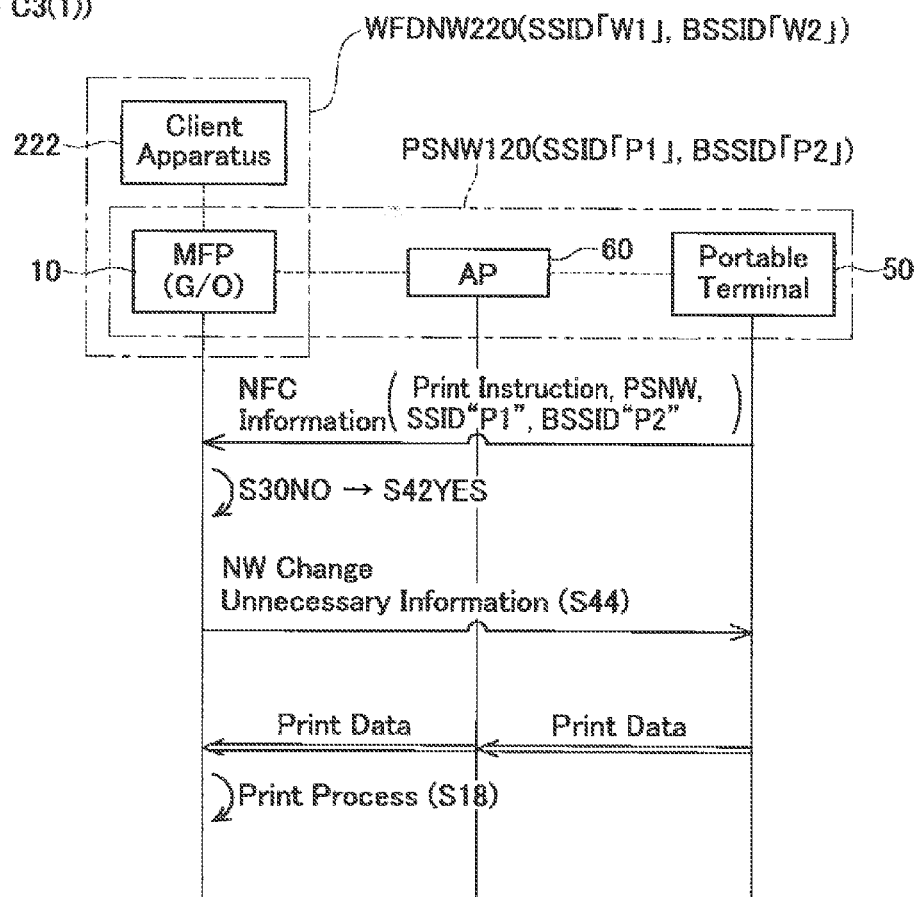 C3(1))
WFDNW220(SSID「W1」, BSSID「W2」)
222
Client
Apparatus
PSNW120(SSID「P1」, BSSID「P2」)
10
MFP
(G/O)
AP
60
Portable
Terminal
50
NFC
Information
( Print Instruction, PSNW,
SSID“P1”, BSSID“P2” )
S30NO → S42YES
NW Change
Unnecessary Information (S44)
Print Data
Print Data
Print Process (S18)